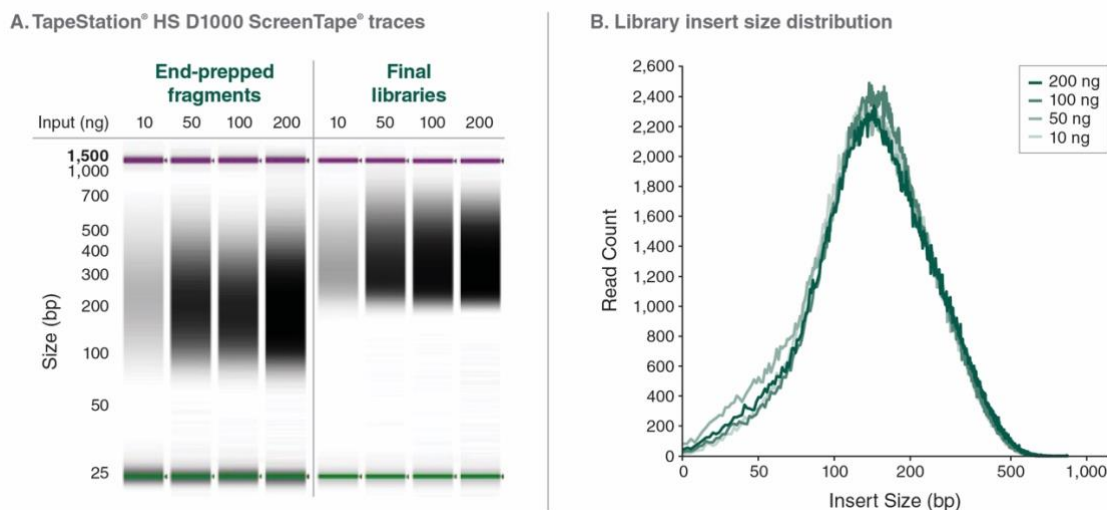 A. TapeStation® HS D1000 ScreenTape® traces
End-prepped
fragments
Final
libraries
Input (ng) 10 50 100 200 10 50 100 200
1,500
1,000
700
500
400
300
200
100
50
25
Size (bp)
B. Library insert size distribution
2,600
2,400
2,200
2,000
1,800
1,600
1,400
1,200
1,000
800
600
400
200
0
Read Count
0 50 100 200 500 1,000
Insert Size (bp)
200 ng
100 ng
50 ng
10 ng